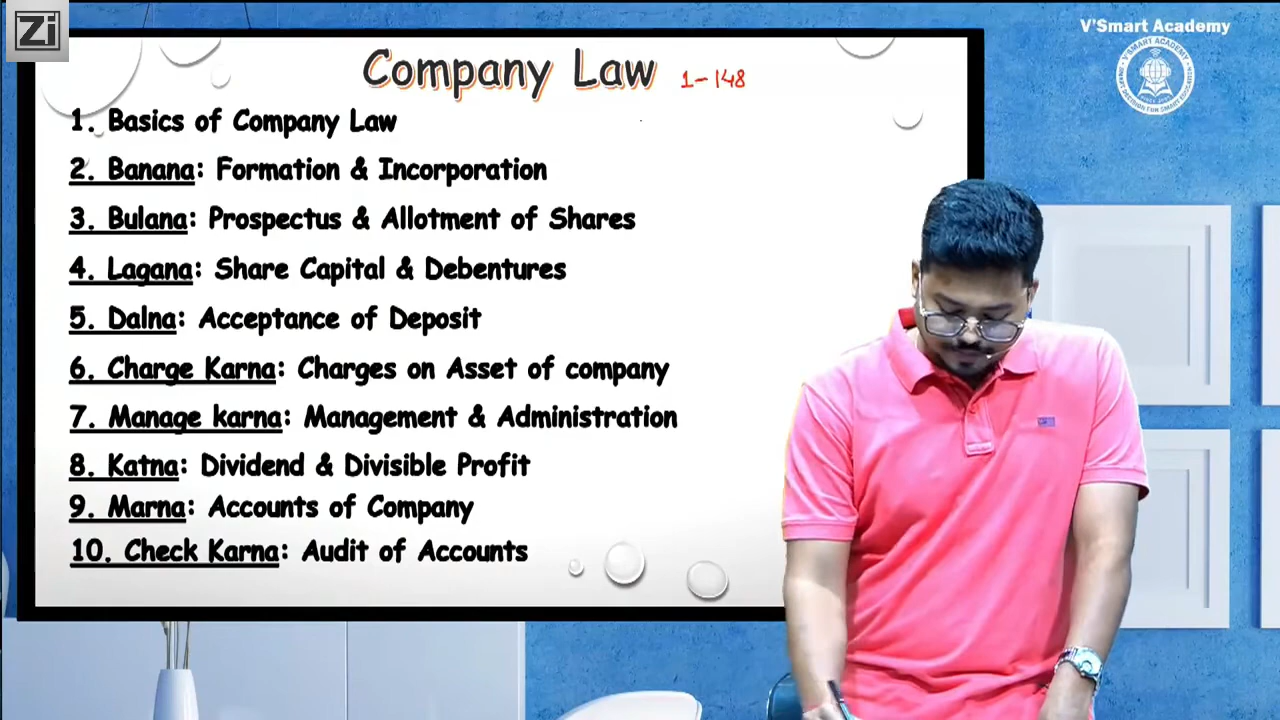 Zi
V'Smart Academy
V'SMART ACADEMY
Company Law 1-148
1. Basics of Company Law
2. Banana: Formation & Incorporation
3. Bulana: Prospectus & Allotment of Shares
4. Lagana: Share Capital & Debentures
5. Dalna: Acceptance of Deposit
6. Charge Karna: Charges on Asset of company
7. Manage karna: Management & Administration
8. Katna: Dividend & Divisible Profit
9. Marna: Accounts of Company
10. Check Karna: Audit of Accounts